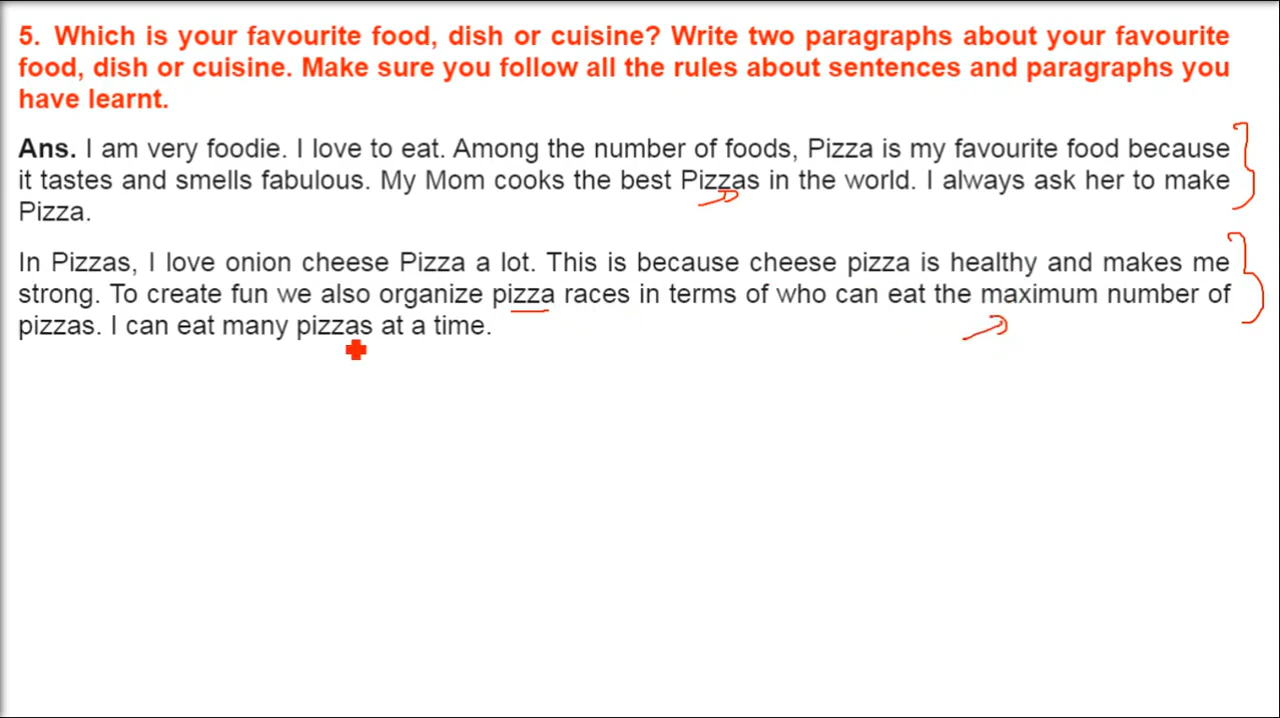 5. Which is your favourite food, dish or cuisine? Write two paragraphs about your favourite
food, dish or cuisine. Make sure you follow all the rules about sentences and paragraphs you
have learnt.
Ans. I am very foodie. I love to eat. Among the number of foods, Pizza is my favourite food because
it tastes and smells fabulous. My Mom cooks the best Pizzas in the world. I always ask her to make
Pizza.
In Pizzas, I love onion cheese Pizza a lot. This is because cheese pizza is healthy and makes me
strong. To create fun we also organize pizza races in terms of who can eat the maximum number of
pizzas. I can eat many pizzas at a time.